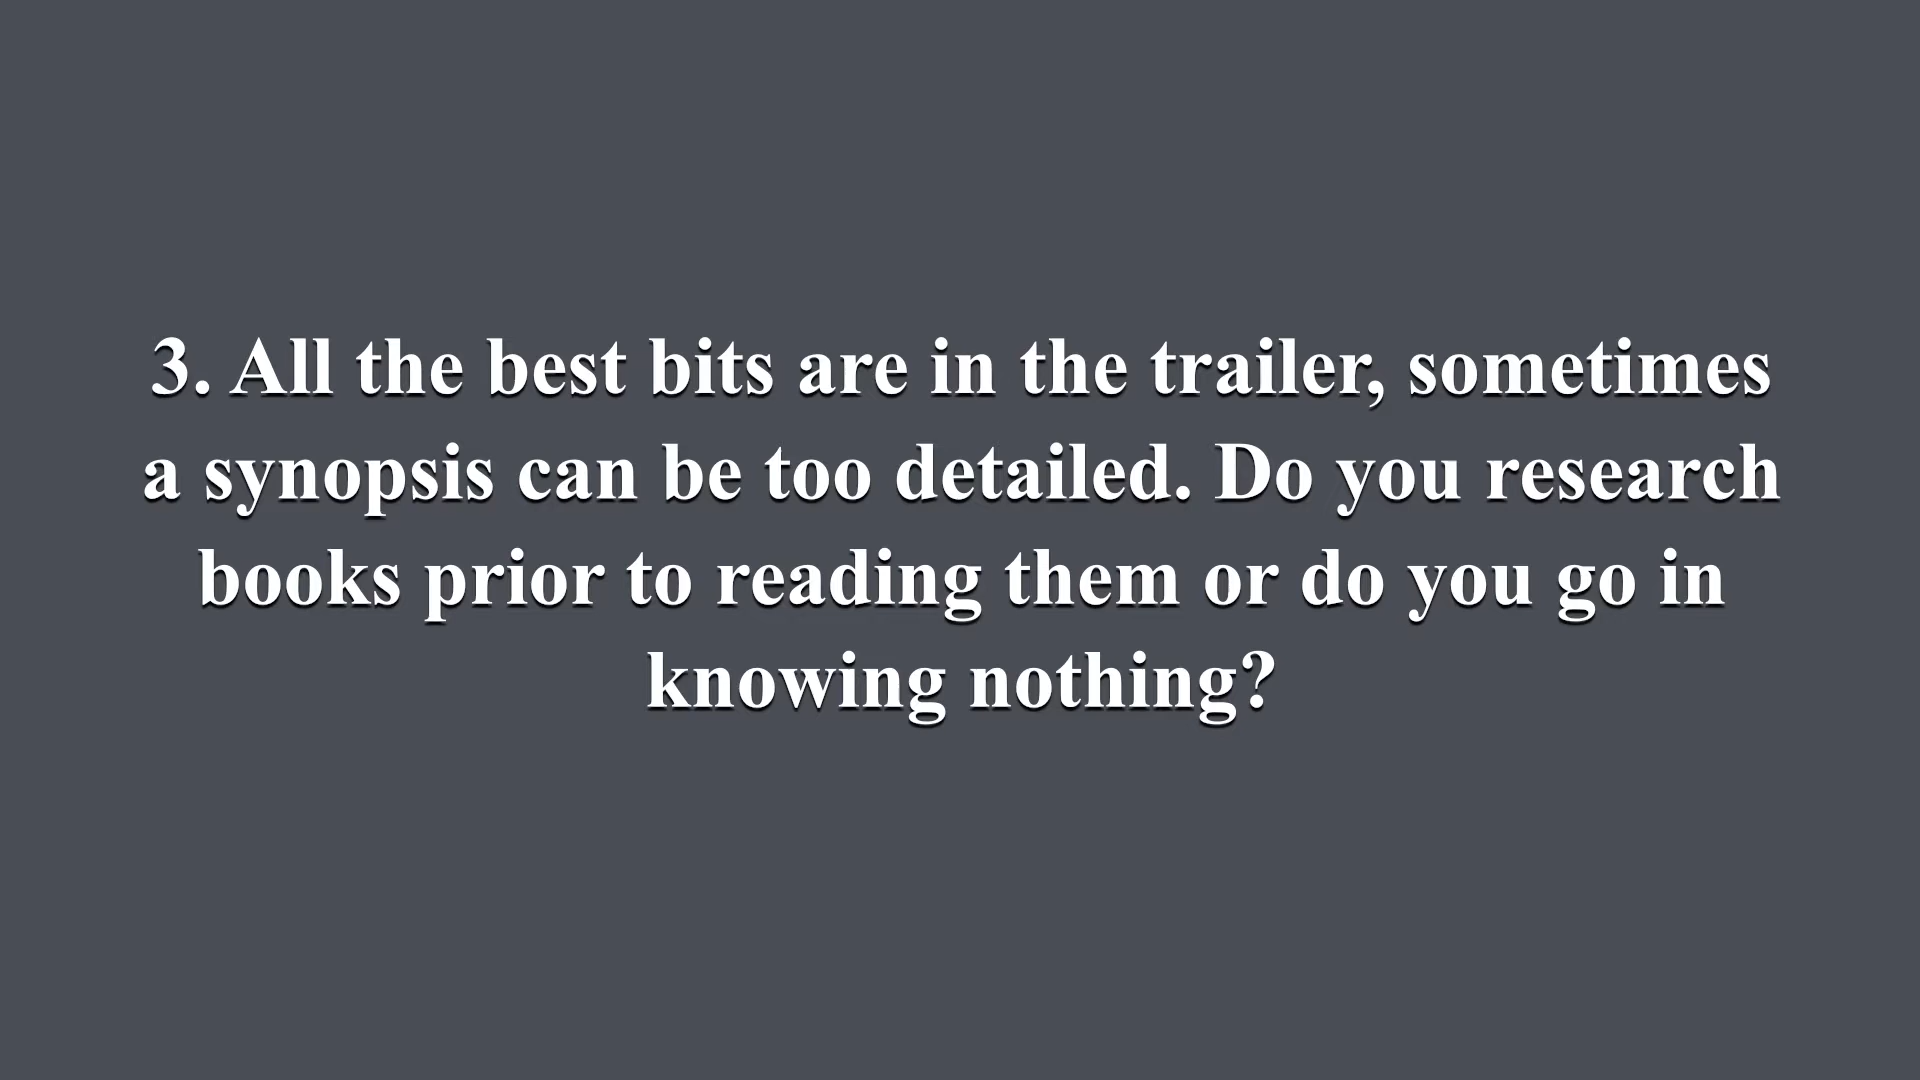 3. All the best bits are in the trailer, sometimes
a synopsis can be too detailed. Do you research
books prior to reading them or do you go in
knowing nothing?